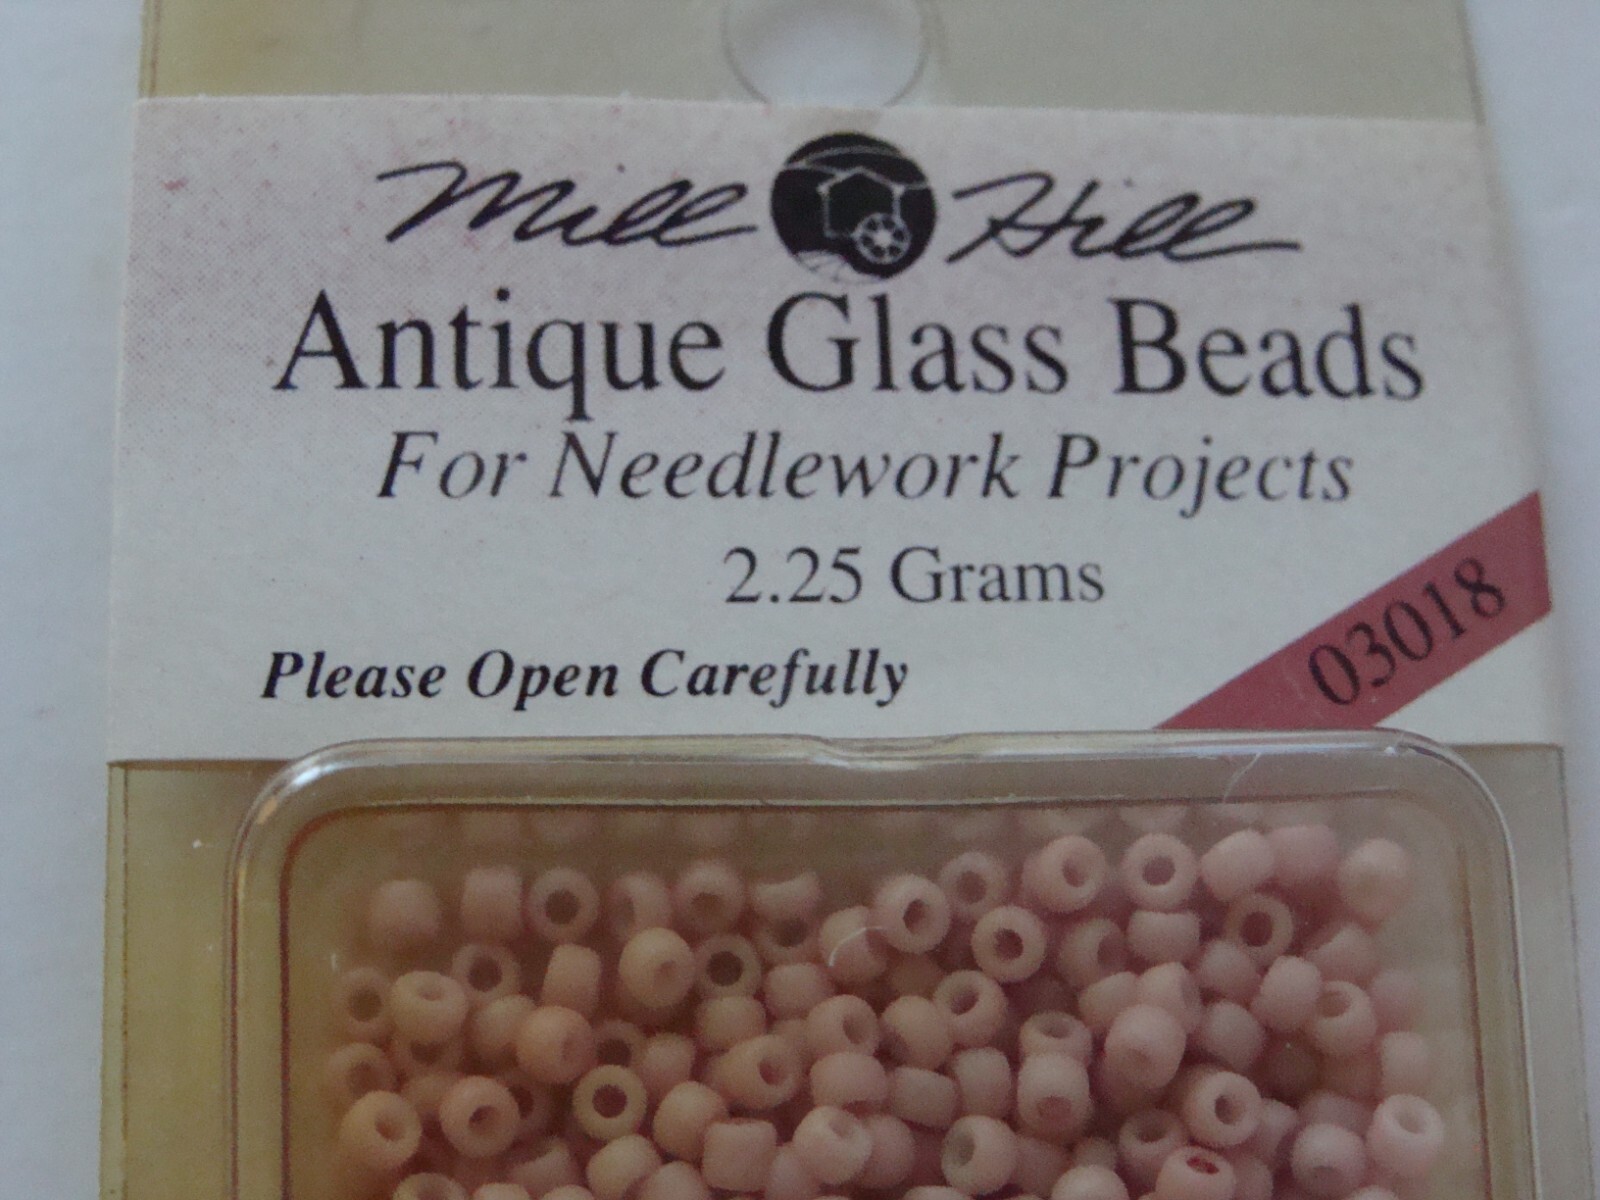 Mill Hill
Antique Glass Beads
For Needlework Projects
2.25 Grams
03018
Please Open Carefully